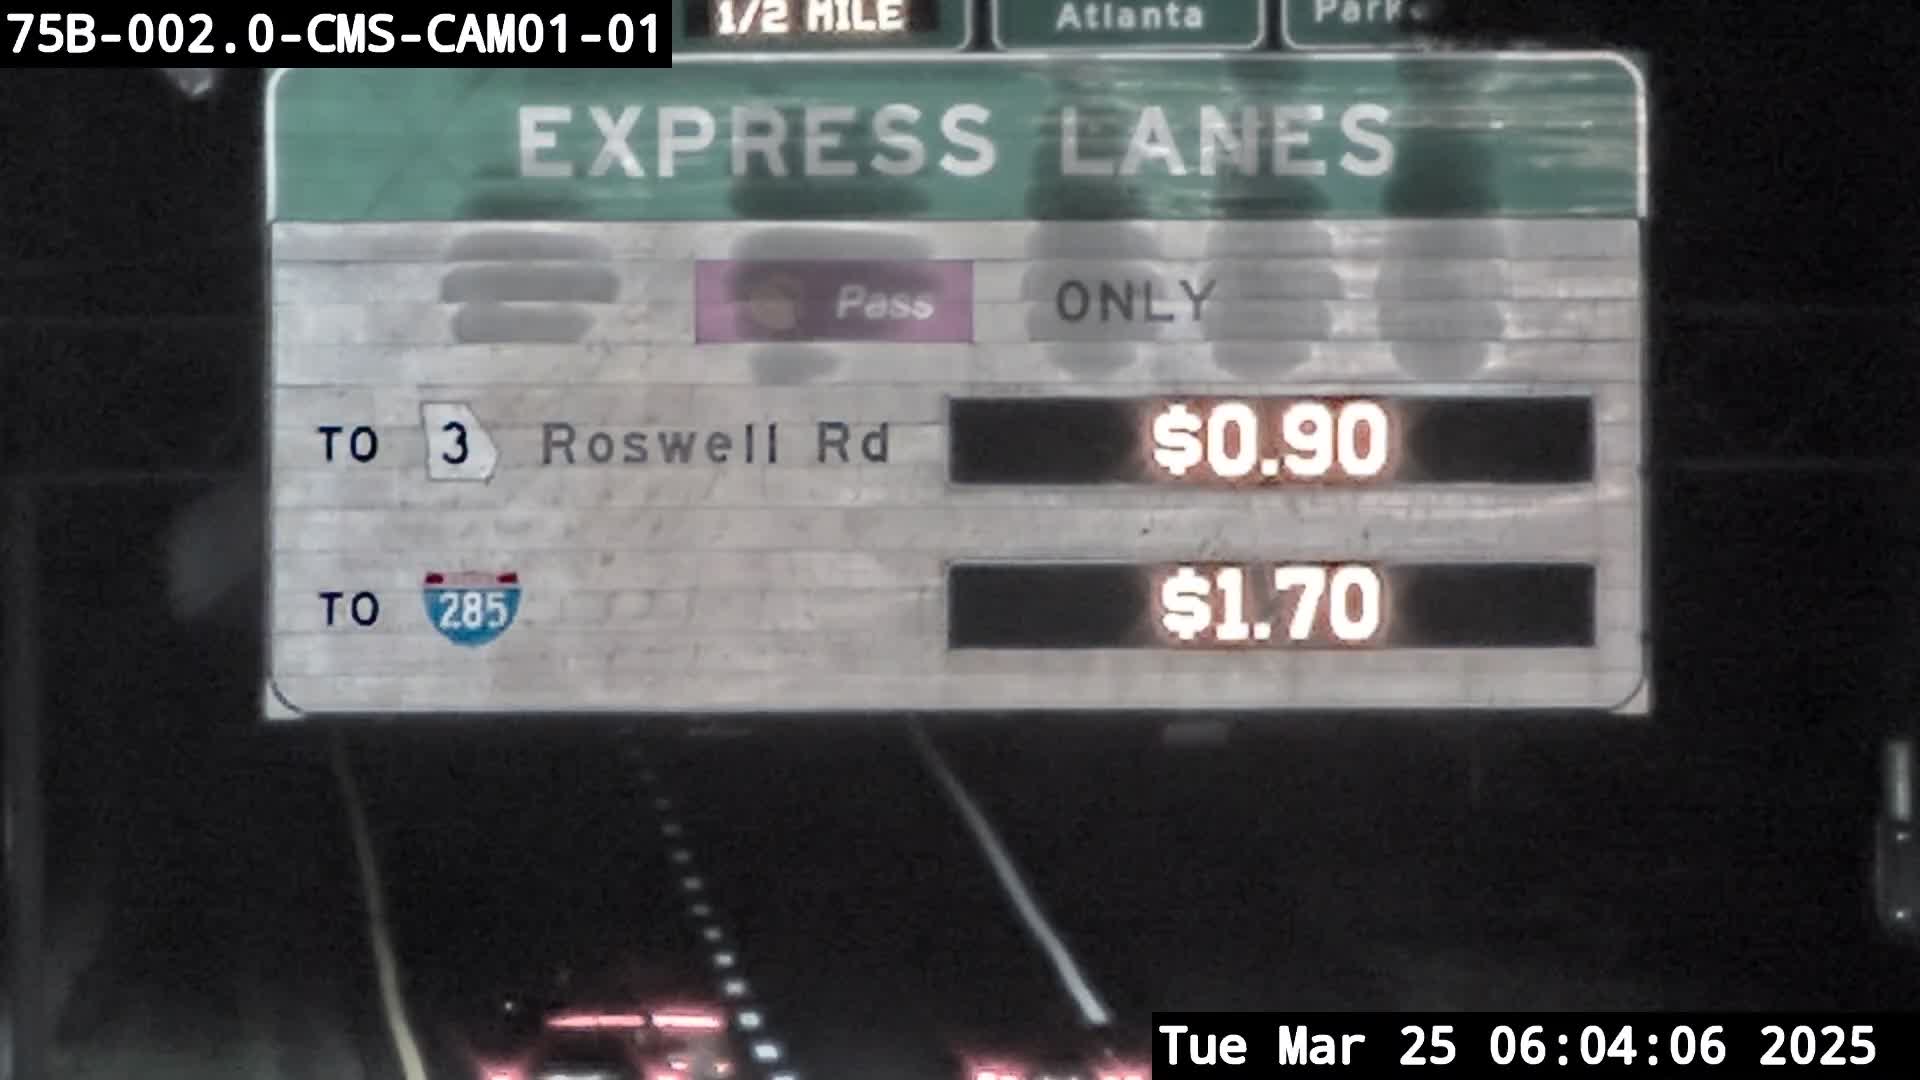 75B-002.0-CMS-CAM01-01
1/2 MILE
Atlanta
Park
EXPRESS LANES
Pass ONLY
TO 3 Roswell Rd $0.90
TO 285 $1.70
Tue Mar 25 06:04:06 2025